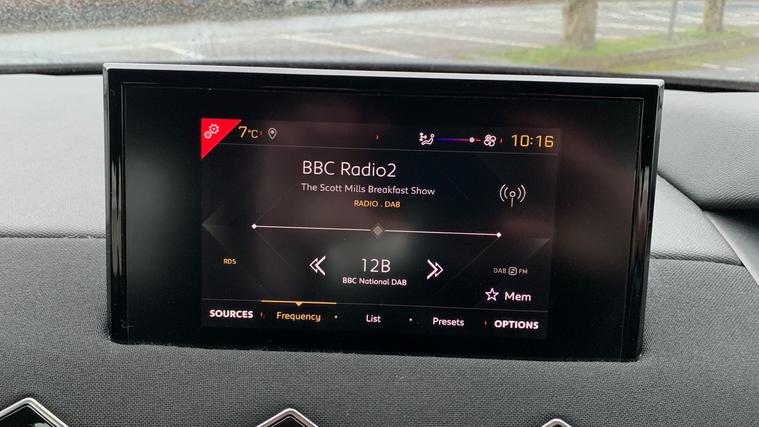 7°C 10:16
BBC Radio2
The Scott Mills Breakfast Show
RADIO . DAB
12B
RDS
BBC National DAB
DAB FM
Mem
SOURCES Frequency List Presets OPTIONS